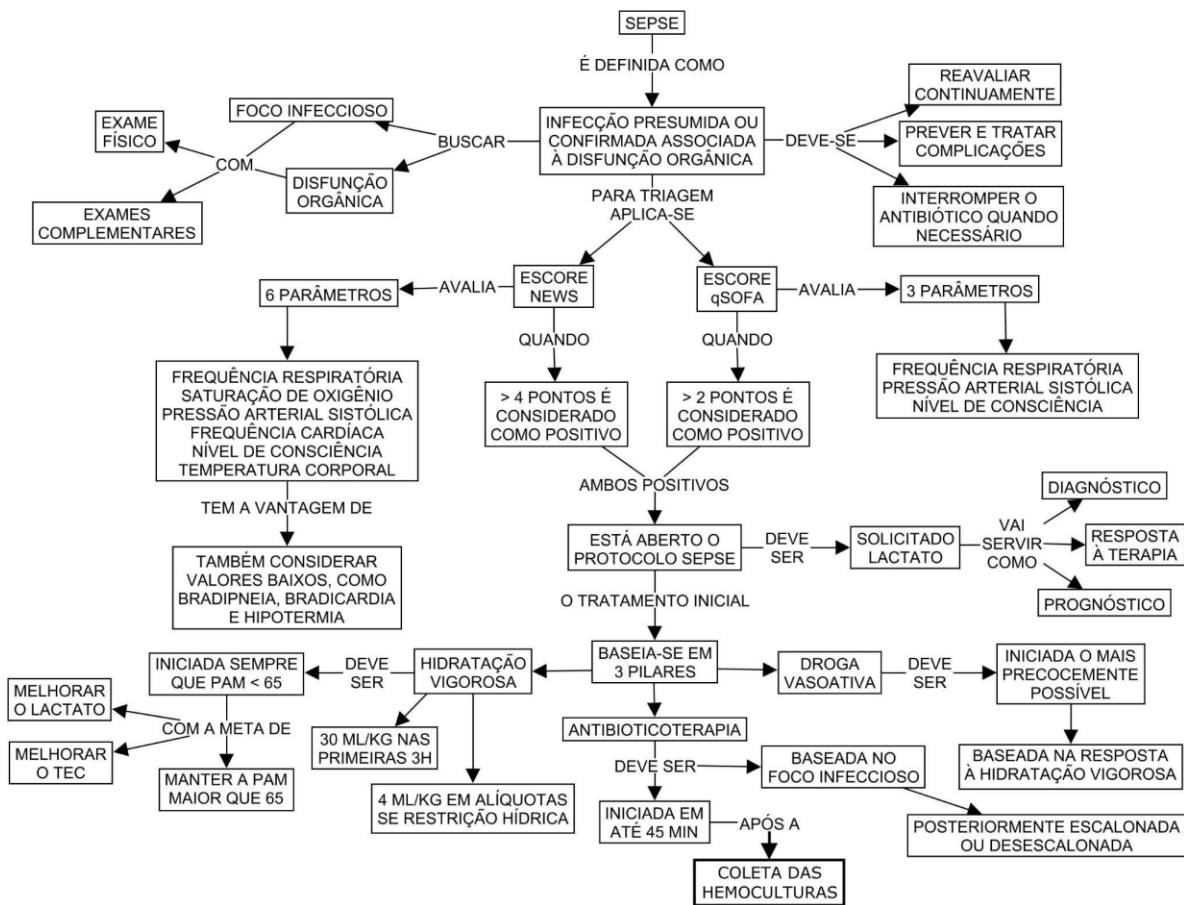 SEPSE
É DEFINIDA COMO
INFECÇÃO PRESUMIDA OU
CONFIRMADA ASSOCIADA
À DISFUNÇÃO ORGÂNICA
BUSCAR
FOCO INFECCIOSO
DISFUNÇÃO
ORGÂNICA
COM
EXAME
FÍSICO
EXAMES
COMPLEMENTARES
DEVE-SE
REAVALIAR
CONTINUAMENTE
PREVER E TRATAR
COMPLICAÇÕES
INTERROMPER O
ANTIBIÓTICO QUANDO
NECESSÁRIO
PARA TRIAGEM
APLICA-SE
ESCORE
NEWS
AVALIA
6 PARÂMETROS
FREQUÊNCIA RESPIRATÓRIA
SATURAÇÃO DE OXIGÊNIO
PRESSÃO ARTERIAL SISTÓLICA
FREQUÊNCIA CARDÍACA
NÍVEL DE CONSCIÊNCIA
TEMPERATURA CORPORAL
TEM A VANTAGEM DE
TAMBÉM CONSIDERAR
VALORES BAIXOS, COMO
BRADIPNEIA, BRADICARDIA
E HIPOTERMIA
QUANDO
> 4 PONTOS É
CONSIDERADO
COMO POSITIVO
ESCORE
qSOFA
AVALIA
3 PARÂMETROS
FREQUÊNCIA RESPIRATÓRIA
PRESSÃO ARTERIAL SISTÓLICA
NÍVEL DE CONSCIÊNCIA
QUANDO
> 2 PONTOS É
CONSIDERADO
COMO POSITIVO
AMBOS POSITIVOS
ESTÁ ABERTO O
PROTOCOLO SEPSE
DEVE
SER
SOLICITADO
LACTATO
VAI
SERVIR
COMO
DIAGNÓSTICO
RESPOSTA
À TERAPIA
PROGNÓSTICO
O TRATAMENTO INICIAL
BASEIA-SE EM
3 PILARES
HIDRATAÇÃO
VIGOROSA
DEVE
SER
INICIADA SEMPRE
QUE PAM < 65
COM A META DE
MELHORAR
O LACTATO
MELHORAR
O TEC
MANTER A PAM
MAIOR QUE 65
30 ML/KG NAS
PRIMEIRAS 3H
4 ML/KG EM ALÍQUOTAS
SE RESTRIÇÃO HÍDRICA
DROGA
VASOATIVA
DEVE
SER
INICIADA O MAIS
PRECOCEMENTE
POSSÍVEL
BASEADA NA RESPOSTA
À HIDRATAÇÃO VIGOROSA
ANTIBIOTICOTERAPIA
DEVE SER
BASEADA NO
FOCO INFECCIOSO
POSTERIORMENTE ESCALONADA
OU DESESCALONADA
INICIADA EM
ATÉ 45 MIN
APÓS A
COLETA DAS
HEMOCULTURAS